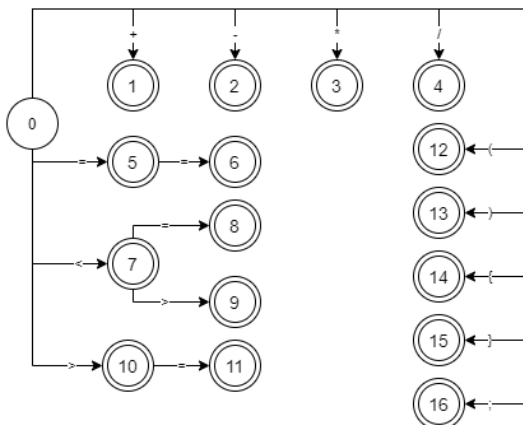 + - * /
1 2 3 4
0
12 (
= 5 = 6
13 )
= 8
< 7
14 {
> 9
15 }
> 10 = 11
16 ;